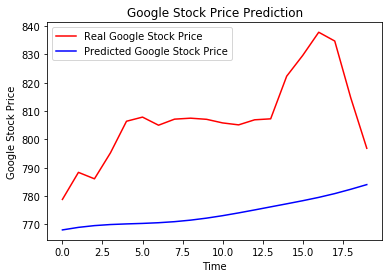 Google Stock Price Prediction
Real Google Stock Price
Predicted Google Stock Price
Google Stock Price
840
830
820
810
800
790
780
770
0.0 2.5 5.0 7.5 10.0 12.5 15.0 17.5
Time